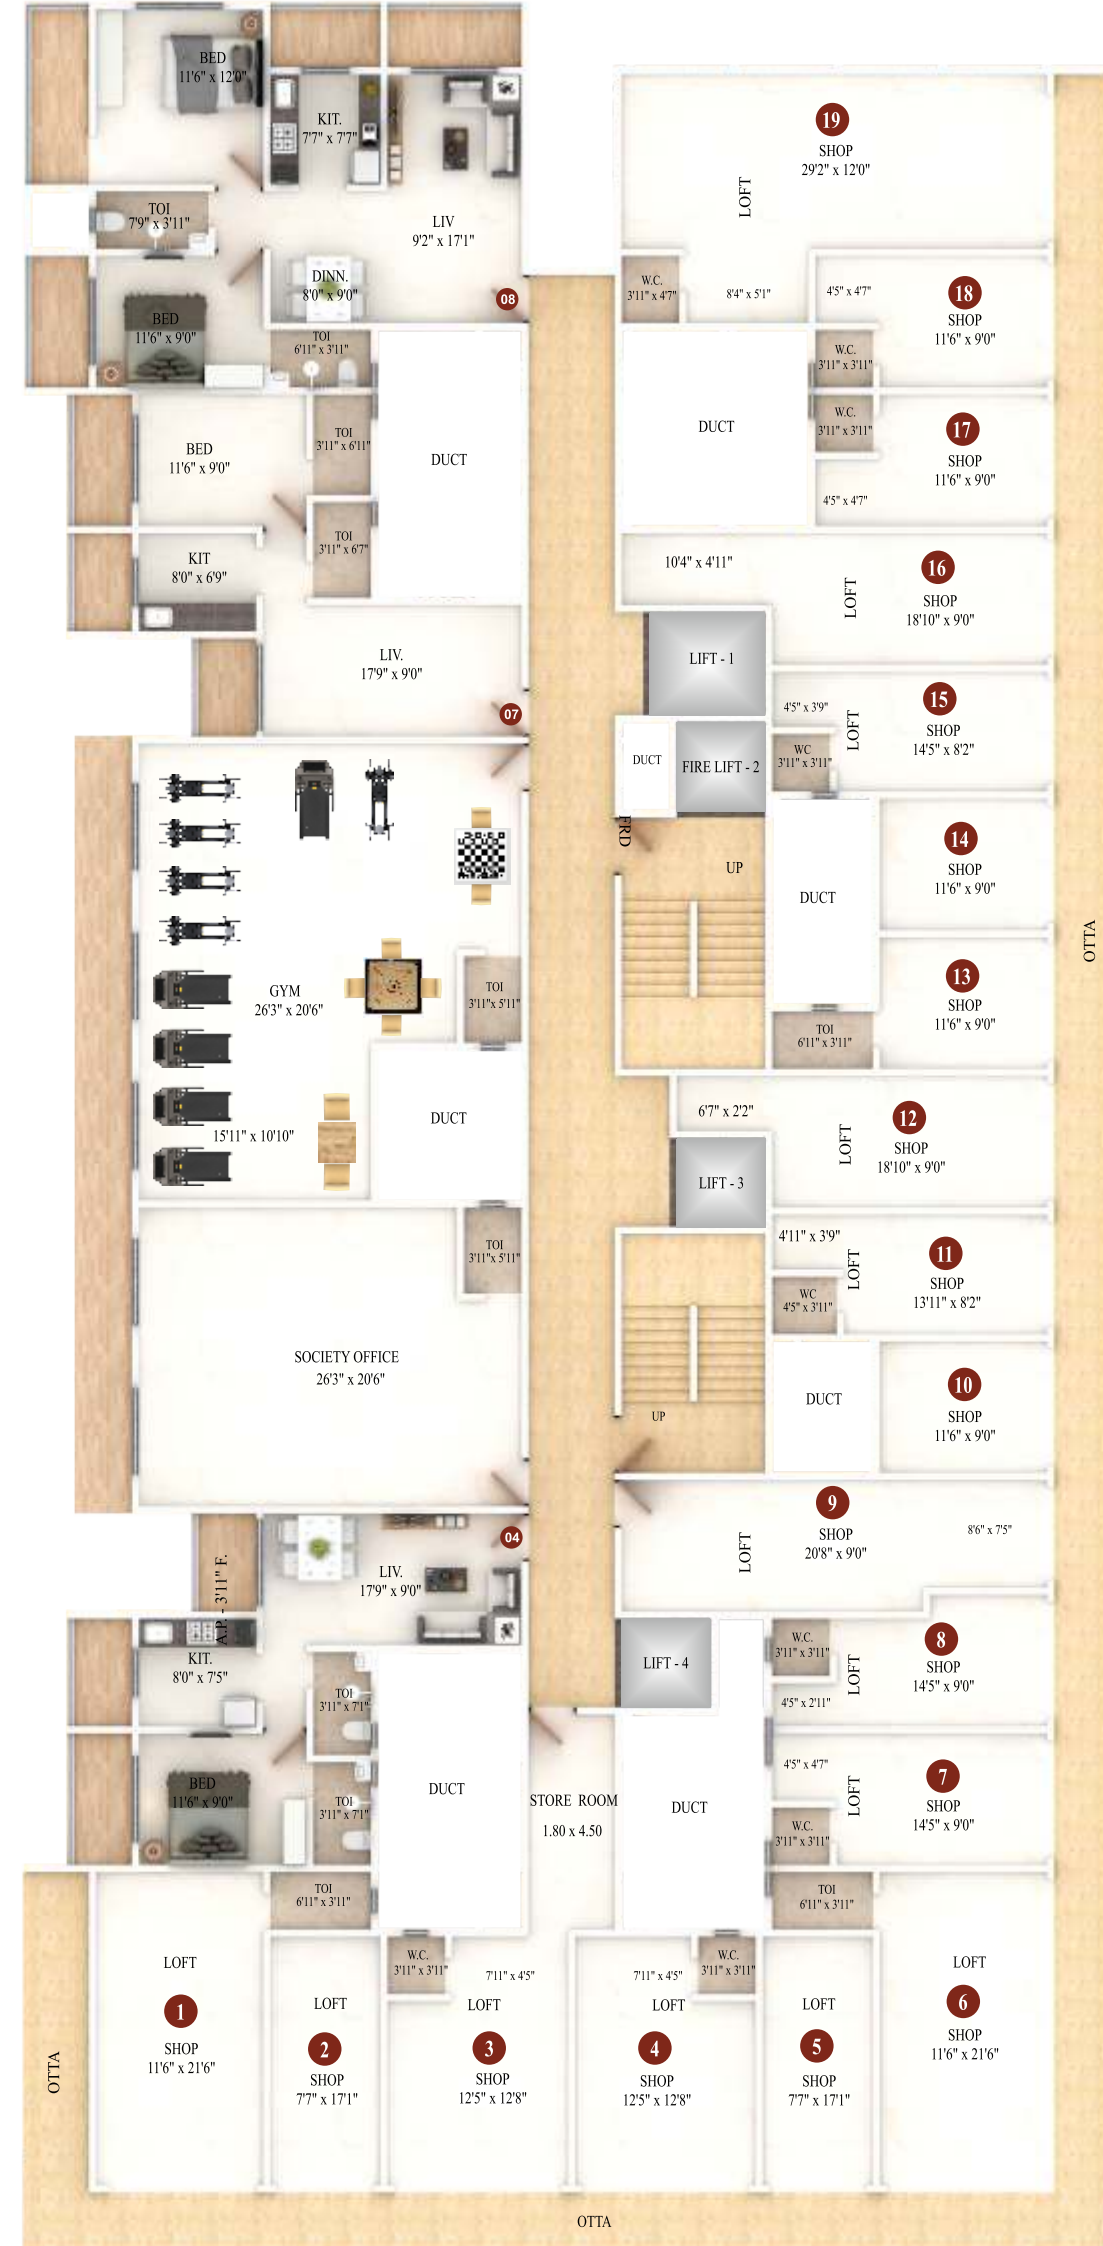 BED
11'6" x 12'0"
KIT.
7'7" x 7'7"
TOI
7'9" x 3'11"
LIV
9'2" x 17'1"
DINN.
8'0" x 9'0"
08
BED
11'6" x 9'0"
TOI
6'11" x 3'11"
BED
11'6" x 9'0"
TOI
3'11" x 6'11"
DUCT
TOI
3'11" x 6'7"
KIT
8'0" x 6'9"
LIV.
17'9" x 9'0"
07
GYM
26'3" x 20'6"
TOI
3'11"x 5'11"
15'11" x 10'10"
DUCT
TOI
3'11"x 5'11"
SOCIETY OFFICE
26'3" x 20'6"
04
LIV.
17'9" x 9'0"
A.P. - 3'11" F.
KIT.
8'0" x 7'5"
TOI
3'11" x 7'1"
BED
11'6" x 9'0"
TOI
3'11" x 7'1"
DUCT
STORE ROOM
1.80 x 4.50
19
SHOP
29'2" x 12'0"
LOFT
W.C.
3'11" x 4'7"
8'4" x 5'1"
4'5" x 4'7"
18
SHOP
11'6" x 9'0"
W.C.
3'11" x 3'11"
DUCT
W.C.
3'11" x 3'11"
17
SHOP
11'6" x 9'0"
4'5" x 4'7"
10'4" x 4'11"
LOFT
16
SHOP
18'10" x 9'0"
LIFT - 1
4'5" x 3'9"
LOFT
15
SHOP
14'5" x 8'2"
WC
3'11" x 3'11"
DUCT
FIRE LIFT - 2
FRD
UP
14
SHOP
11'6" x 9'0"
DUCT
OTTA
13
SHOP
11'6" x 9'0"
TOI
6'11" x 3'11"
6'7" x 2'2"
LOFT
12
SHOP
18'10" x 9'0"
LIFT - 3
4'11" x 3'9"
LOFT
11
SHOP
13'11" x 8'2"
WC
4'5" x 3'11"
UP
DUCT
10
SHOP
11'6" x 9'0"
9
SHOP
20'8" x 9'0"
LOFT
8'6" x 7'5"
LIFT - 4
W.C.
3'11" x 3'11"
LOFT
8
SHOP
14'5" x 9'0"
4'5" x 2'11"
4'5" x 4'7"
LOFT
7
SHOP
14'5" x 9'0"
W.C.
3'11" x 3'11"
DUCT
TOI
6'11" x 3'11"
TOI
6'11" x 3'11"
W.C.
3'11" x 3'11"
7'11" x 4'5"
7'11" x 4'5"
W.C.
3'11" x 3'11"
LOFT
1
SHOP
11'6" x 21'6"
LOFT
2
SHOP
7'7" x 17'1"
LOFT
3
SHOP
12'5" x 12'8"
LOFT
4
SHOP
12'5" x 12'8"
LOFT
5
SHOP
7'7" x 17'1"
LOFT
6
SHOP
11'6" x 21'6"
OTTA
OTTA